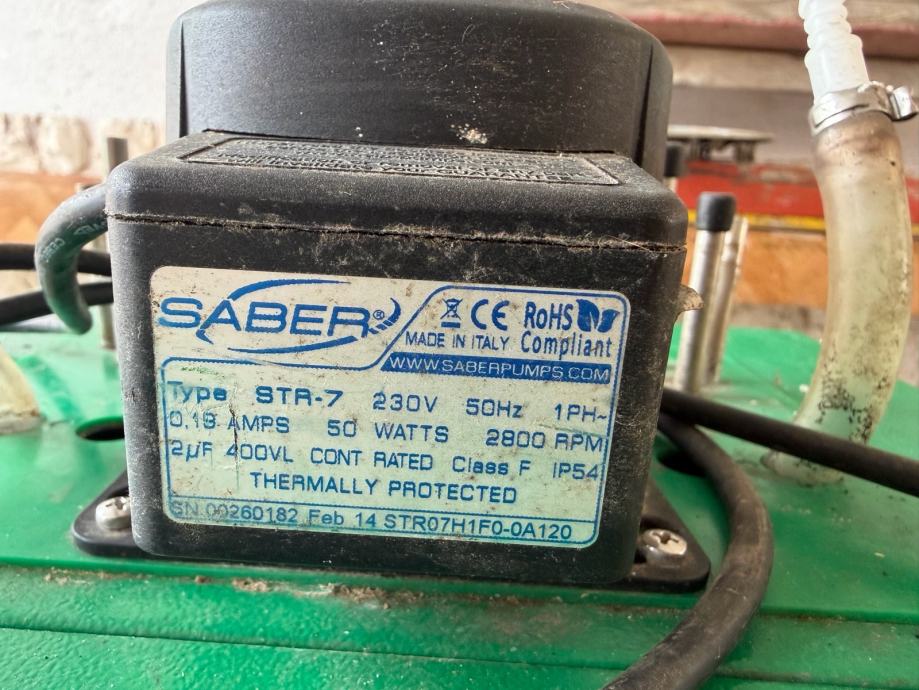 SABER®
CE RoHS
MADE IN ITALY Compliant
WWW.SABERPUMPS.COM
Type STR-7 230V 50Hz 1PH~
0.19 AMPS 50 WATTS 2800 RPM
2µF 400VL CONT RATED Class F IP54
THERMALLY PROTECTED
SN 00260182 Feb 14 STR07H1F0-0A120